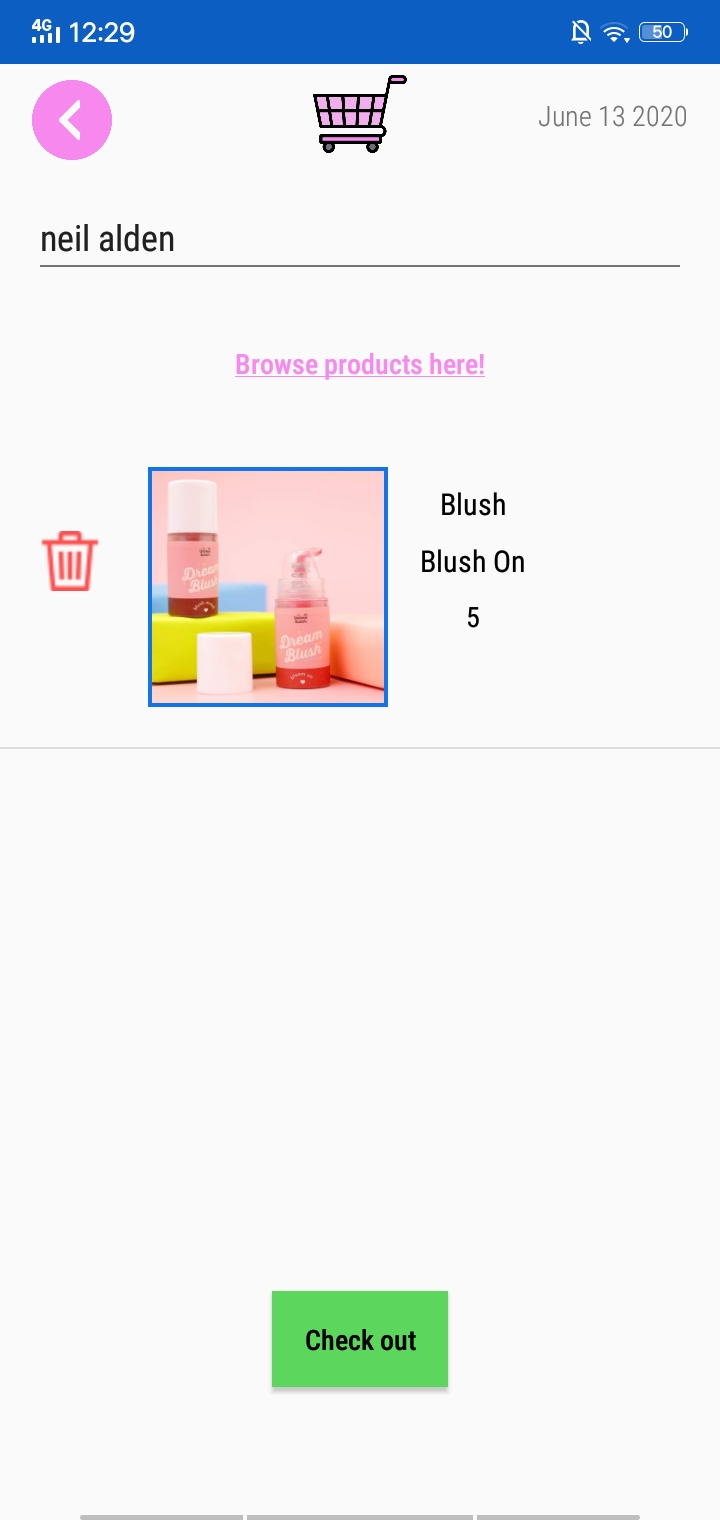 4G 12:29 50
June 13 2020
neil alden
Browse products here!
Blush
Blush On
5
Dream
Blush
Dream
Blush
Check out